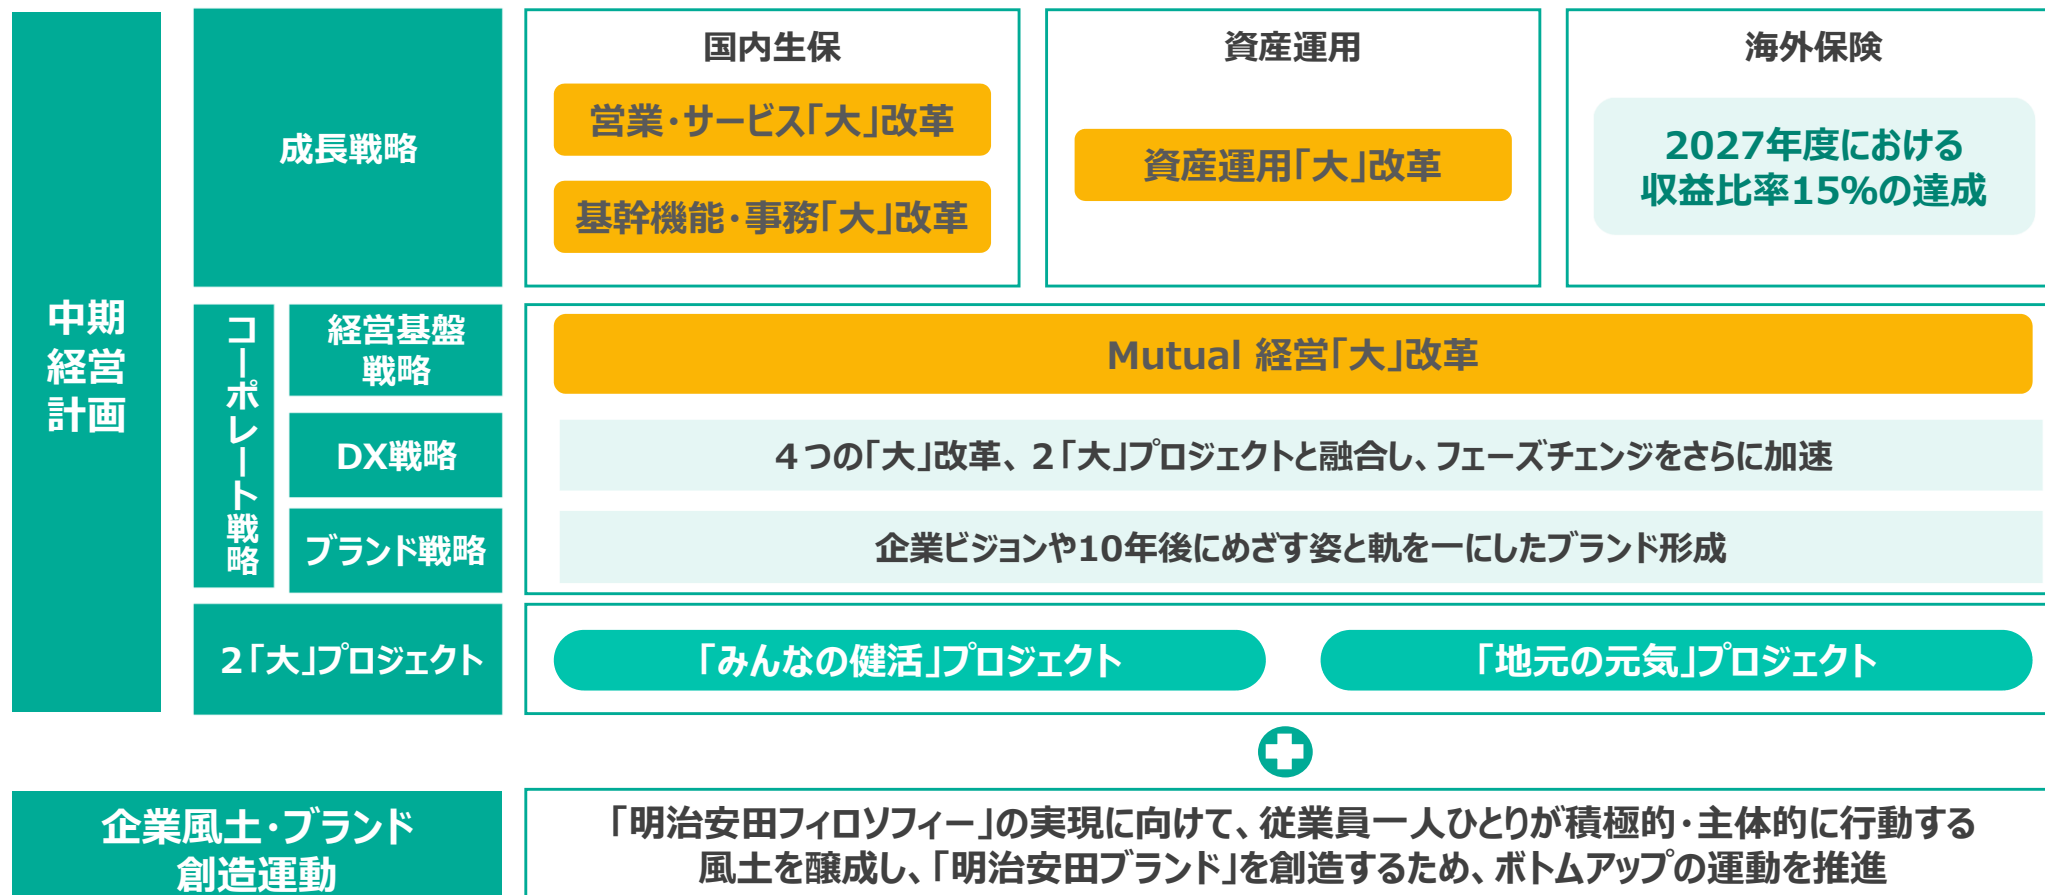 中期
経営
計画
成長戦略
国内生保
営業・サービス「大」改革
基幹機能・事務「大」改革
資産運用
資産運用「大」改革
海外保険
2027年度における
収益比率15%の達成
コーポレート戦略
経営基盤
戦略
Mutual 経営「大」改革
DX戦略
４つの「大」改革、２「大」プロジェクトと融合し、フェーズチェンジをさらに加速
ブランド戦略
企業ビジョンや10年後にめざす姿と軌を一にしたブランド形成
２「大」プロジェクト
「みんなの健活」プロジェクト
「地元の元気」プロジェクト
企業風土・ブランド
創造運動
「明治安田フィロソフィー」の実現に向けて、従業員一人ひとりが積極的・主体的に行動する
風土を醸成し、「明治安田ブランド」を創造するため、ボトムアップの運動を推進